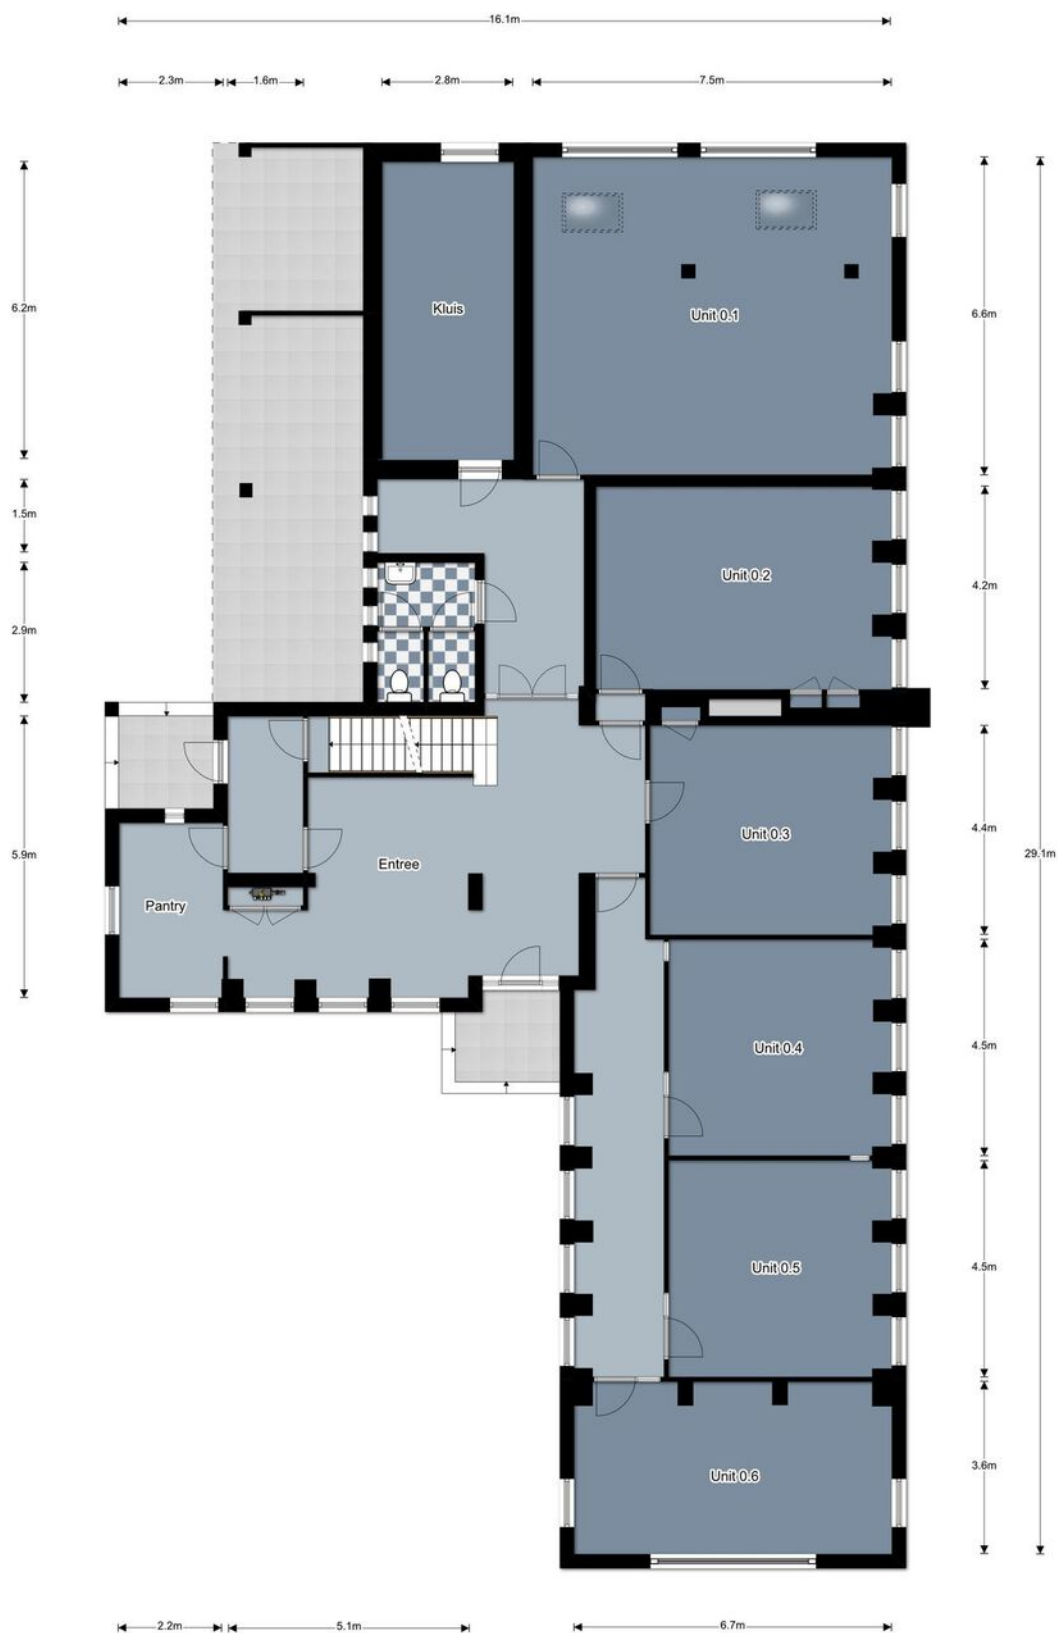 16.1m
2.3m
1.6m
2.8m
7.5m
6.2m
Kluis
Unit 0.1
6.6m
1.5m
Unit 0.2
4.2m
2.9m
5.9m
Entree
Unit 0.3
4.4m
29.1m
Pantry
Unit 0.4
4.5m
Unit 0.5
4.5m
Unit 0.6
3.6m
2.2m
5.1m
6.7m